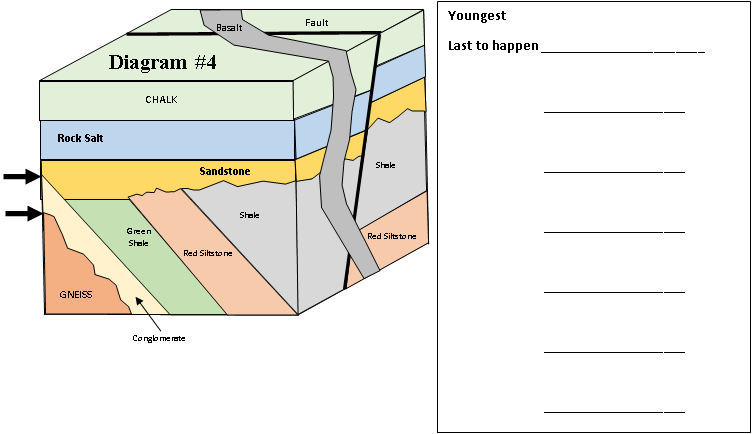 Basalt
Fault
Diagram #4
CHALK
Rock Salt
Sandstone
Shale
Shale
Green
Shale
Red Siltstone
Red Siltstone
GNEISS
Conglomerate
Youngest
Last to happen